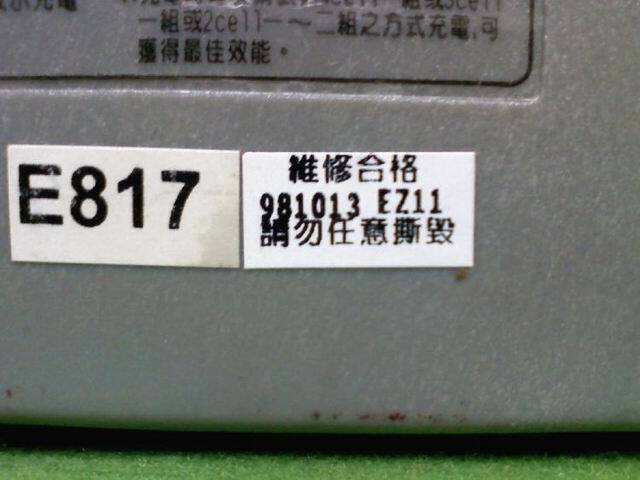 一組或2cell一～二組之方式充電,可
獲得最佳效能。
E817
維修合格
981013 EZ11
請勿任意撕毀